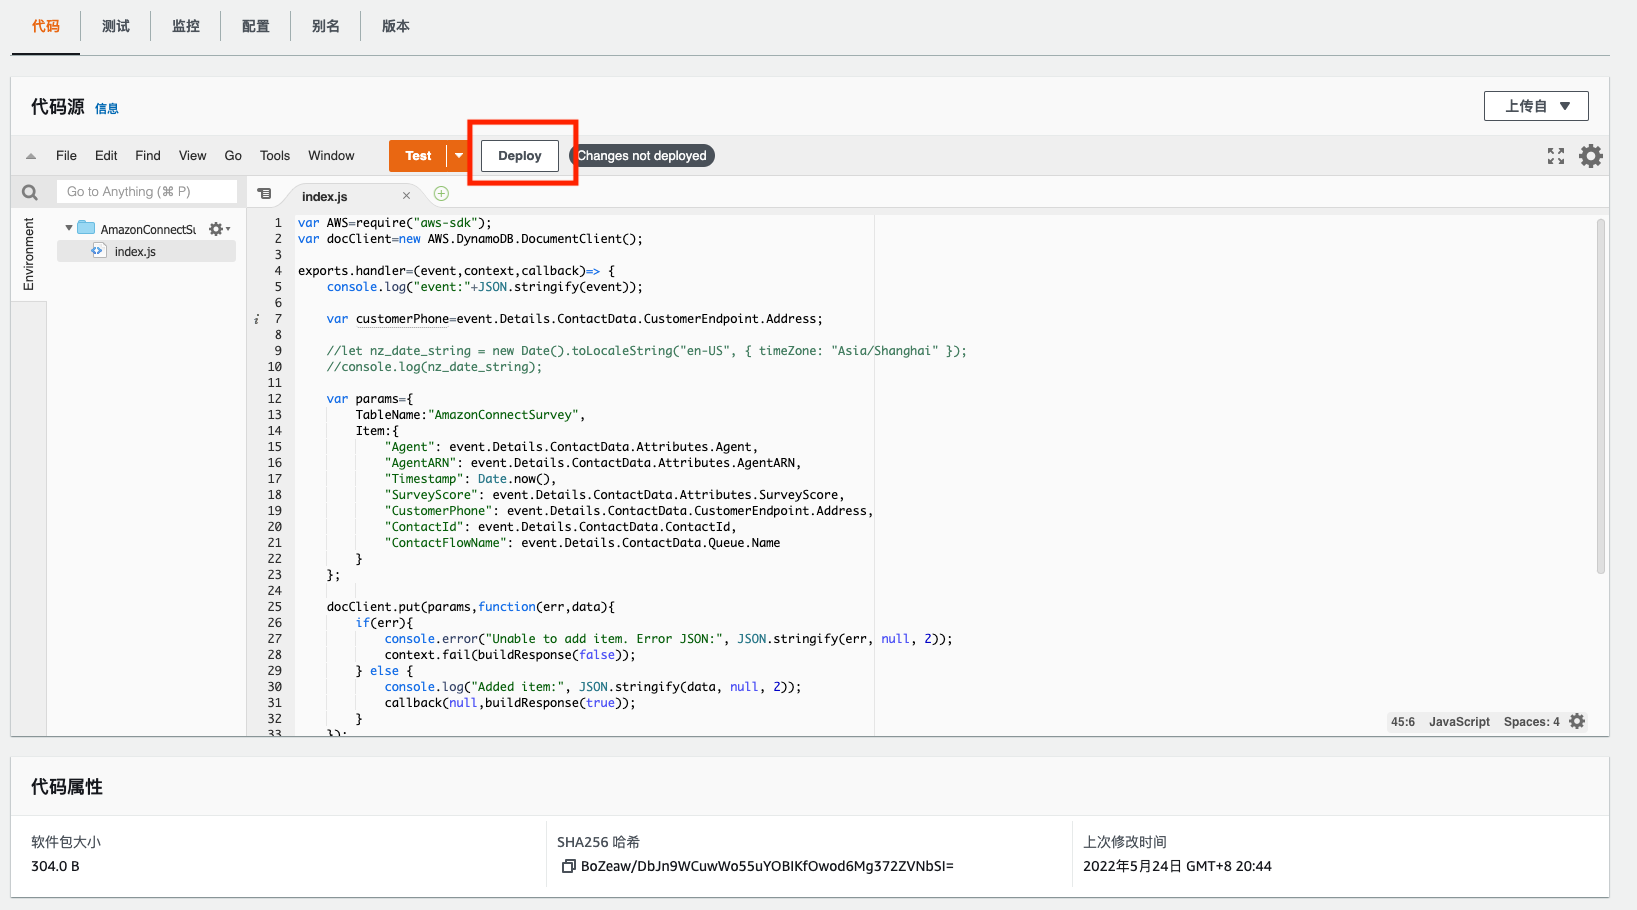 代码 测试 监控 配置 别名 版本
代码源 信息
上传自
File Edit Find View Go Tools Window Test Deploy Changes not deployed
Go to Anything (⌘ P)
index.js
Environment
AmazonConnectSu
index.js
1 var AWS=require("aws-sdk");
2 var docClient=new AWS.DynamoDB.DocumentClient();
3
4 exports.handler=(event,context,callback)=> {
5 console.log("event:"+JSON.stringify(event));
6
7 var customerPhone=event.Details.ContactData.CustomerEndpoint.Address;
8
9 //let nz_date_string = new Date().toLocaleString("en-US", { timeZone: "Asia/Shanghai" });
10 //console.log(nz_date_string);
11
12 var params={
13 TableName:"AmazonConnectSurvey",
14 Item:{
15 "Agent": event.Details.ContactData.Attributes.Agent,
16 "AgentARN": event.Details.ContactData.Attributes.AgentARN,
17 "Timestamp": Date.now(),
18 "SurveyScore": event.Details.ContactData.Attributes.SurveyScore,
19 "CustomerPhone": event.Details.ContactData.CustomerEndpoint.Address,
20 "ContactId": event.Details.ContactData.ContactId,
21 "ContactFlowName": event.Details.ContactData.Queue.Name
22 }
23 };
24
25 docClient.put(params,function(err,data){
26 if(err){
27 console.error("Unable to add item. Error JSON:", JSON.stringify(err, null, 2));
28 context.fail(buildResponse(false));
29 } else {
30 console.log("Added item:", JSON.stringify(data, null, 2));
31 callback(null,buildResponse(true));
32 }
33 });
45:6 JavaScript Spaces: 4
代码属性
软件包大小
304.0 B
SHA256 哈希
BoZeaw/DbJn9WCuwWo55uYOBIKfOwod6Mg372ZVNbSI=
上次修改时间
2022年5月24日 GMT+8 20:44